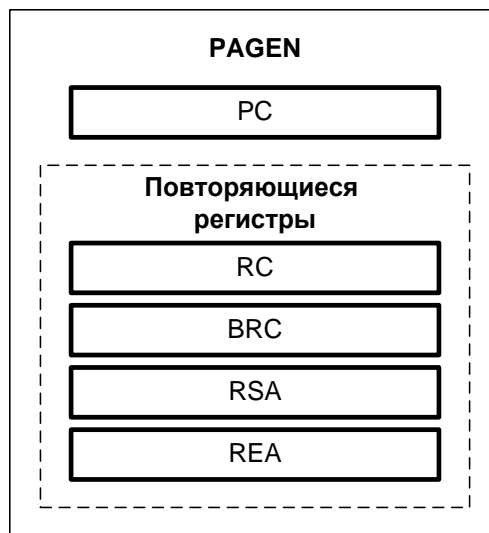 PAGEN
PC
Повторяющиеся
регистры
RC
BRC
RSA
REA